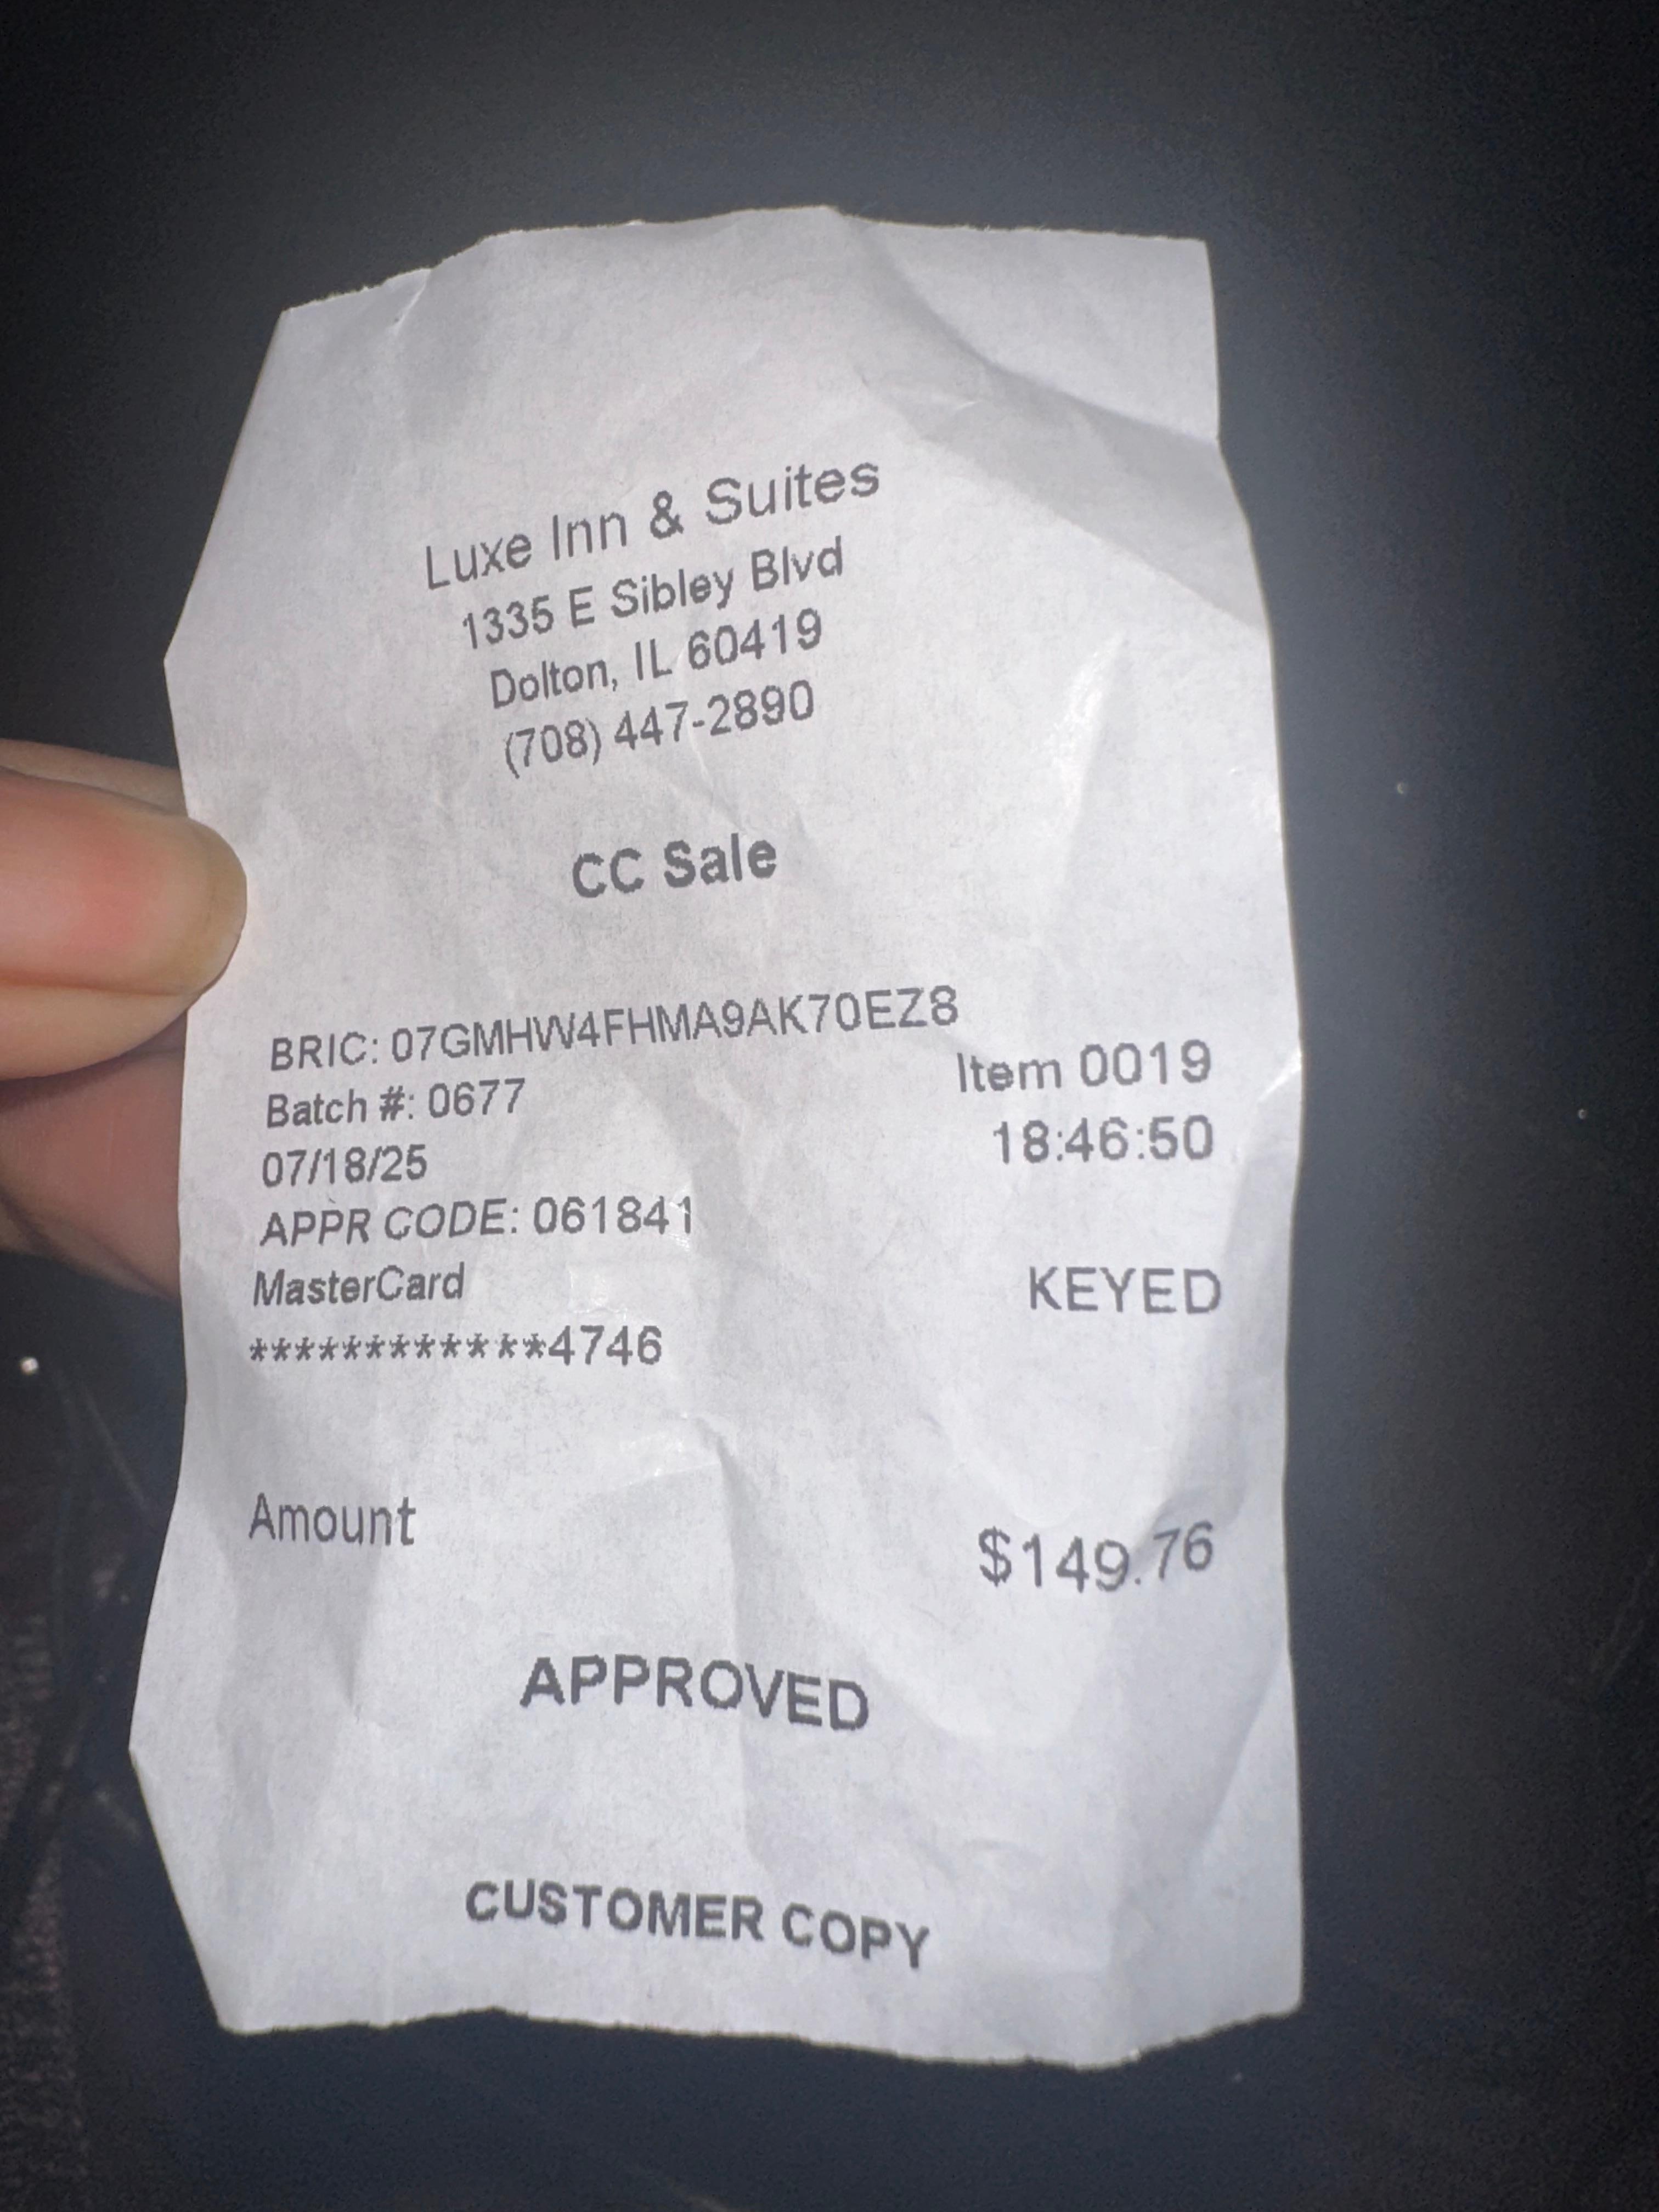 Luxe Inn & Suites
1335 E Sibley Blvd
Dolton, IL 60419
(708) 447-2890
CC Sale
BRIC: 07GMHW4FHMA9AK70EZ8
Batch #: 0677 Item 0019
07/18/25 18:46:50
APPR CODE: 061841
MasterCard KEYED
************4746
Amount $149.76
APPROVED
CUSTOMER COPY